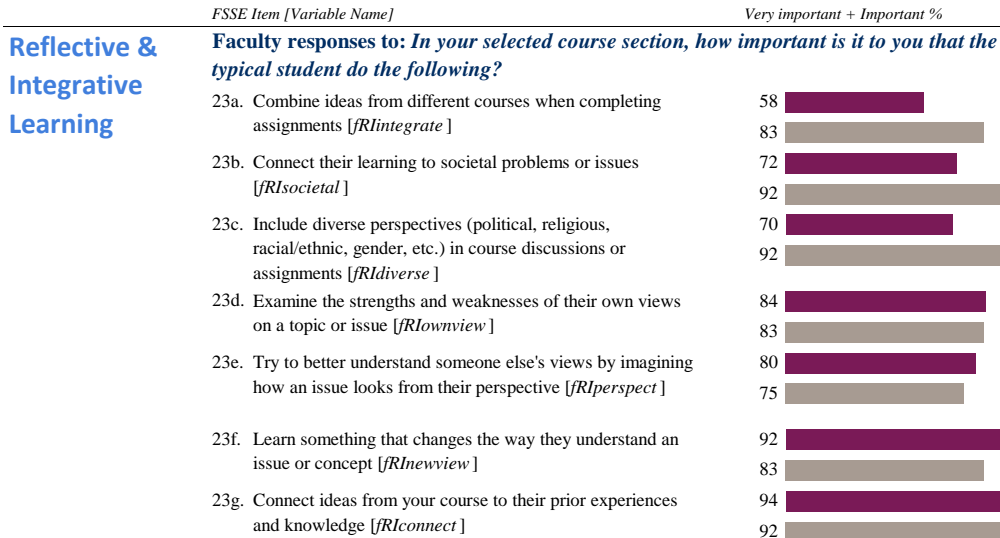 FSSE Item [Variable Name]
Very important + Important %
Reflective &
Integrative
Learning
Faculty responses to: In your selected course section, how important is it to you that the
typical student do the following?
23a. Combine ideas from different courses when completing
assignments [fRIintegrate]
58
83
23b. Connect their learning to societal problems or issues
[fRIsocietal]
72
92
23c. Include diverse perspectives (political, religious,
racial/ethnic, gender, etc.) in course discussions or
assignments [fRIdiverse]
70
92
23d. Examine the strengths and weaknesses of their own views
on a topic or issue [fRIownview]
84
83
23e. Try to better understand someone else's views by imagining
how an issue looks from their perspective [fRIperspect]
80
75
23f. Learn something that changes the way they understand an
issue or concept [fRInewview]
92
83
23g. Connect ideas from your course to their prior experiences
and knowledge [fRIconnect]
94
92